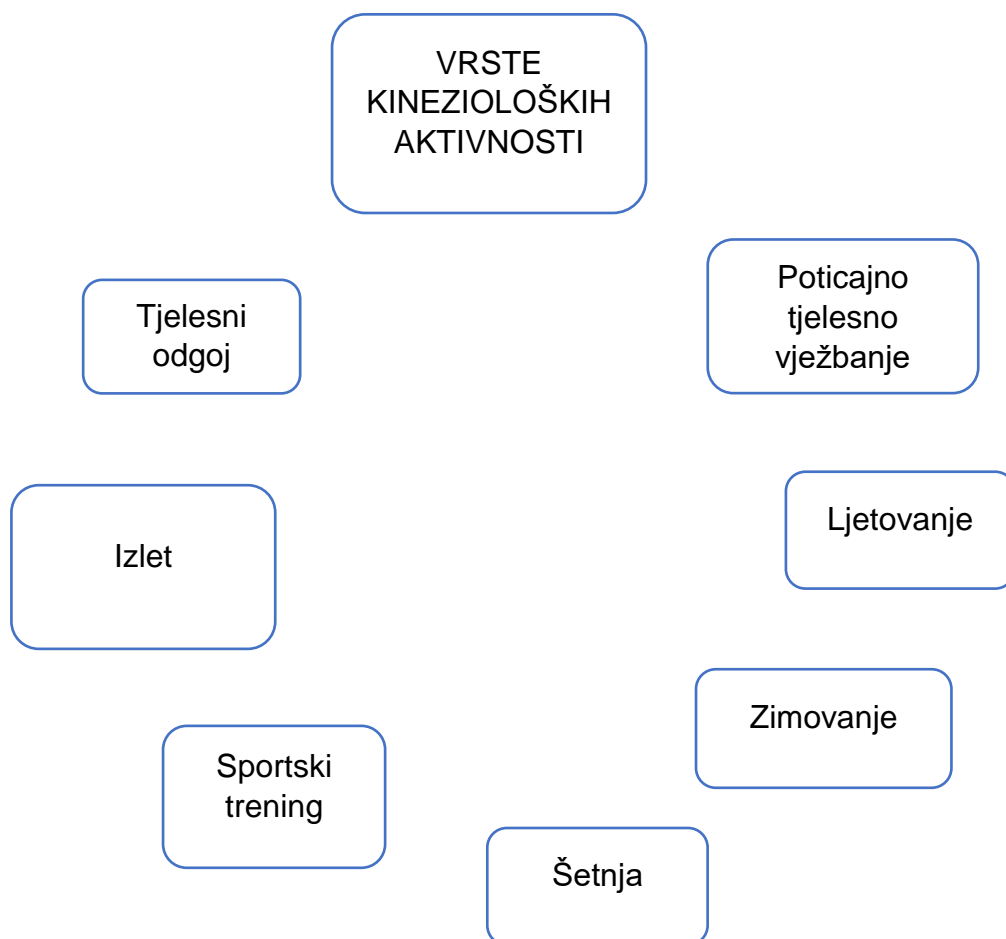 VRSTE
KINEZIOLOŠKIH
AKTIVNOSTI
Tjelesni
odgoj
Poticajno
tjelesno
vježbanje
Izlet
Ljetovanje
Sportski
trening
Zimovanje
Šetnja